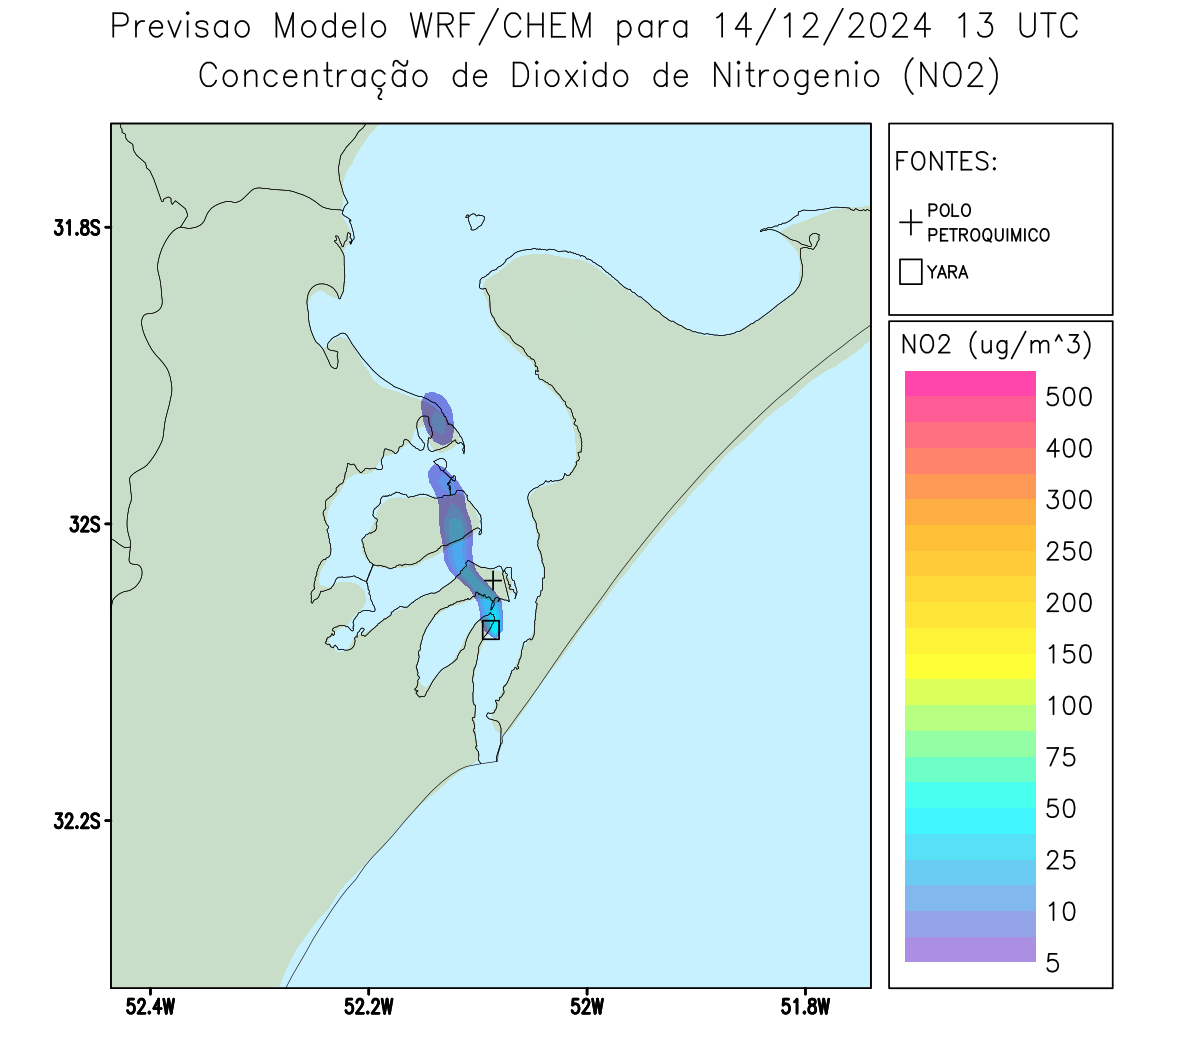 Previsao Modelo WRF/CHEM para 14/12/2024 13 UTC
Concentração de Dioxido de Nitrogenio (NO2)
FONTES:
POLO
PETROQUIMICO
YARA
31.8S
32S
32.2S
52.4W
52.2W
52W
51.8W
NO2 (ug/m^3)
500
400
300
250
200
150
100
75
50
25
10
5